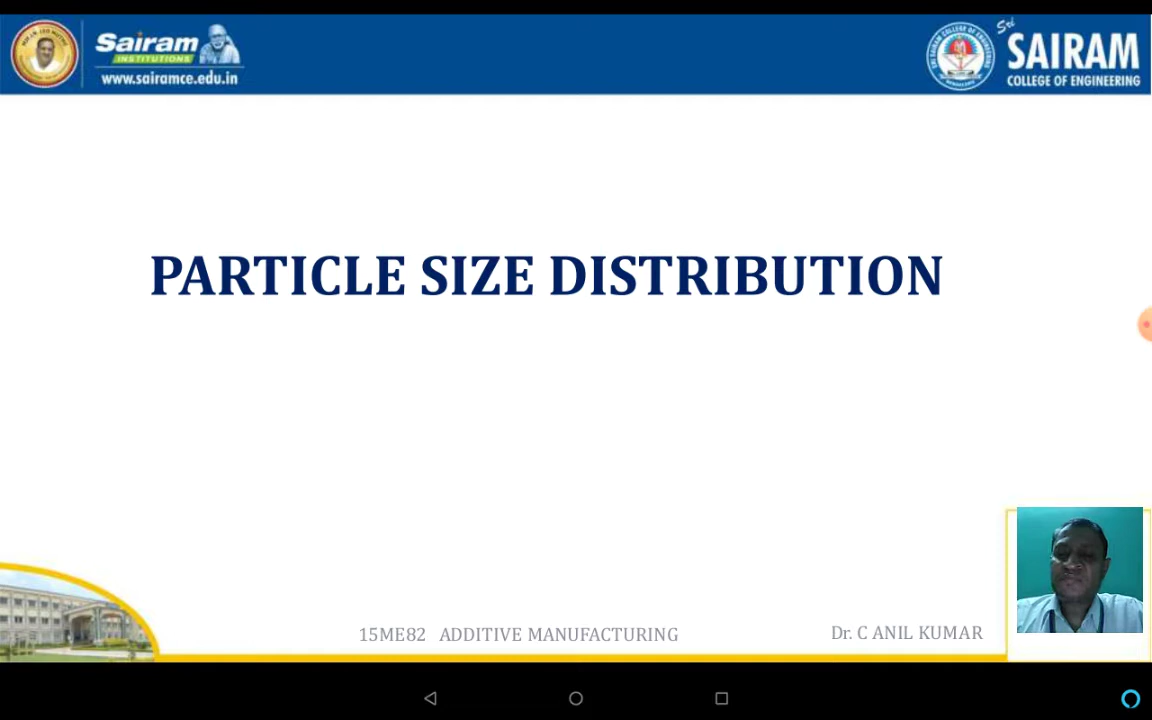 Sairam
INSTITUTIONS
www.sairamce.edu.in
Sri
SAIRAM
COLLEGE OF ENGINEERING
PARTICLE SIZE DISTRIBUTION
15ME82 ADDITIVE MANUFACTURING
Dr. C ANIL KUMAR